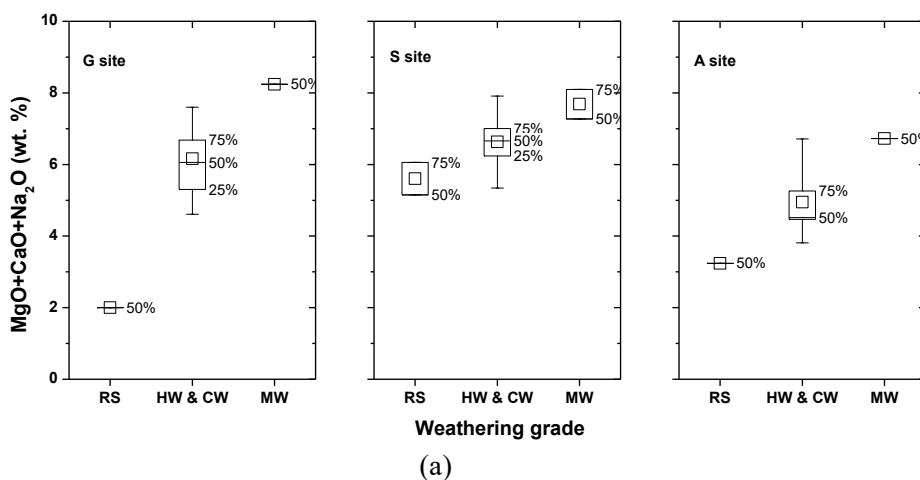 MgO+CaO+Na₂O (wt. %)
10
8
6
4
2
0
G site
50%
75%
50%
25%
50%
RS HW & CW MW
S site
75%
50%
75%
50%
25%
75%
50%
RS HW & CW MW
A site
50%
75%
50%
50%
RS HW & CW MW
Weathering grade
(a)